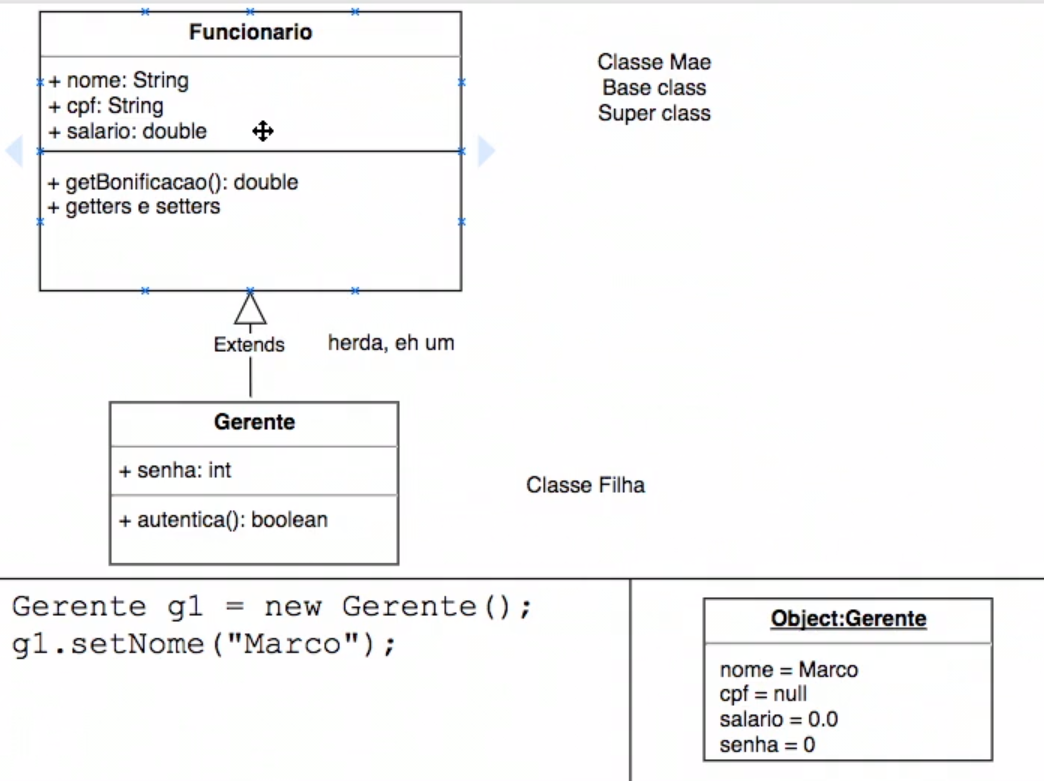 Funcionario
+ nome: String
+ cpf: String
+ salario: double
+ getBonificacao(): double
+ getters e setters
Classe Mae
Base class
Super class
Extends
herda, eh um
Gerente
+ senha: int
+ autentica(): boolean
Classe Filha
Gerente g1 = new Gerente();
g1.setNome("Marco");
Object:Gerente
nome = Marco
cpf = null
salario = 0.0
senha = 0